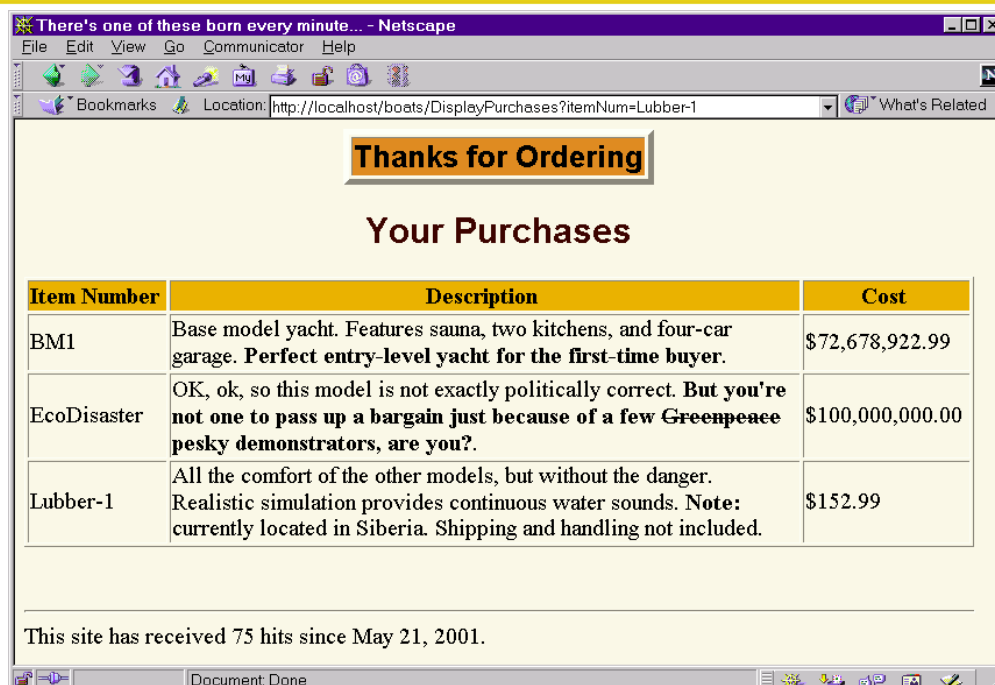 There's one of these born every minute... - Netscape
File Edit View Go Communicator Help
My
Bookmarks Location: http://localhost/boats/DisplayPurchases?itemNum=Lubber-1 What's Related
N
Thanks for Ordering
Your Purchases
Item Number Description Cost
BM1 Base model yacht. Features sauna, two kitchens, and four-car
garage. Perfect entry-level yacht for the first-time buyer. $72,678,922.99
EcoDisaster OK, ok, so this model is not exactly politically correct. But you're
not one to pass up a bargain just because of a few Greenpeace
pesky demonstrators, are you?. $100,000,000.00
Lubber-1 All the comfort of the other models, but without the danger.
Realistic simulation provides continuous water sounds. Note:
currently located in Siberia. Shipping and handling not included. $152.99
This site has received 75 hits since May 21, 2001.
Document: Done